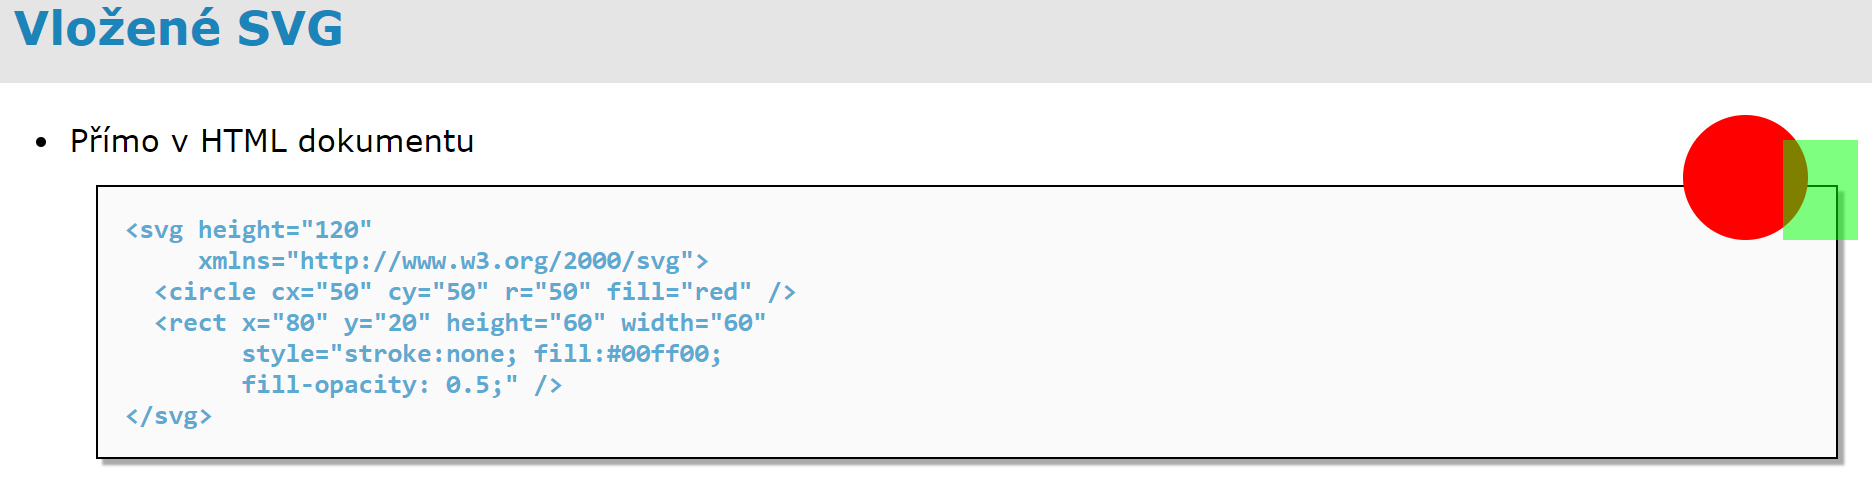 Vložené SVG
• Přímo v HTML dokumentu
<svg height="120"
     xmlns="http://www.w3.org/2000/svg">
  <circle cx="50" cy="50" r="50" fill="red" />
  <rect x="80" y="20" height="60" width="60"
        style="stroke:none; fill:#00ff00;
        fill-opacity: 0.5;" />
</svg>